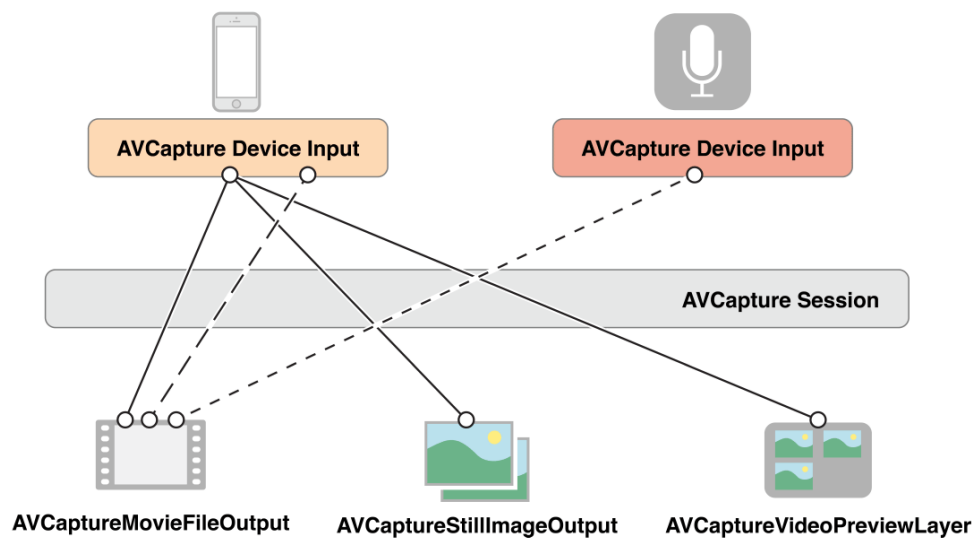 AVCapture Device Input
AVCapture Device Input
AVCapture Session
AVCaptureMovieFileOutput
AVCaptureStillImageOutput
AVCaptureVideoPreviewLayer